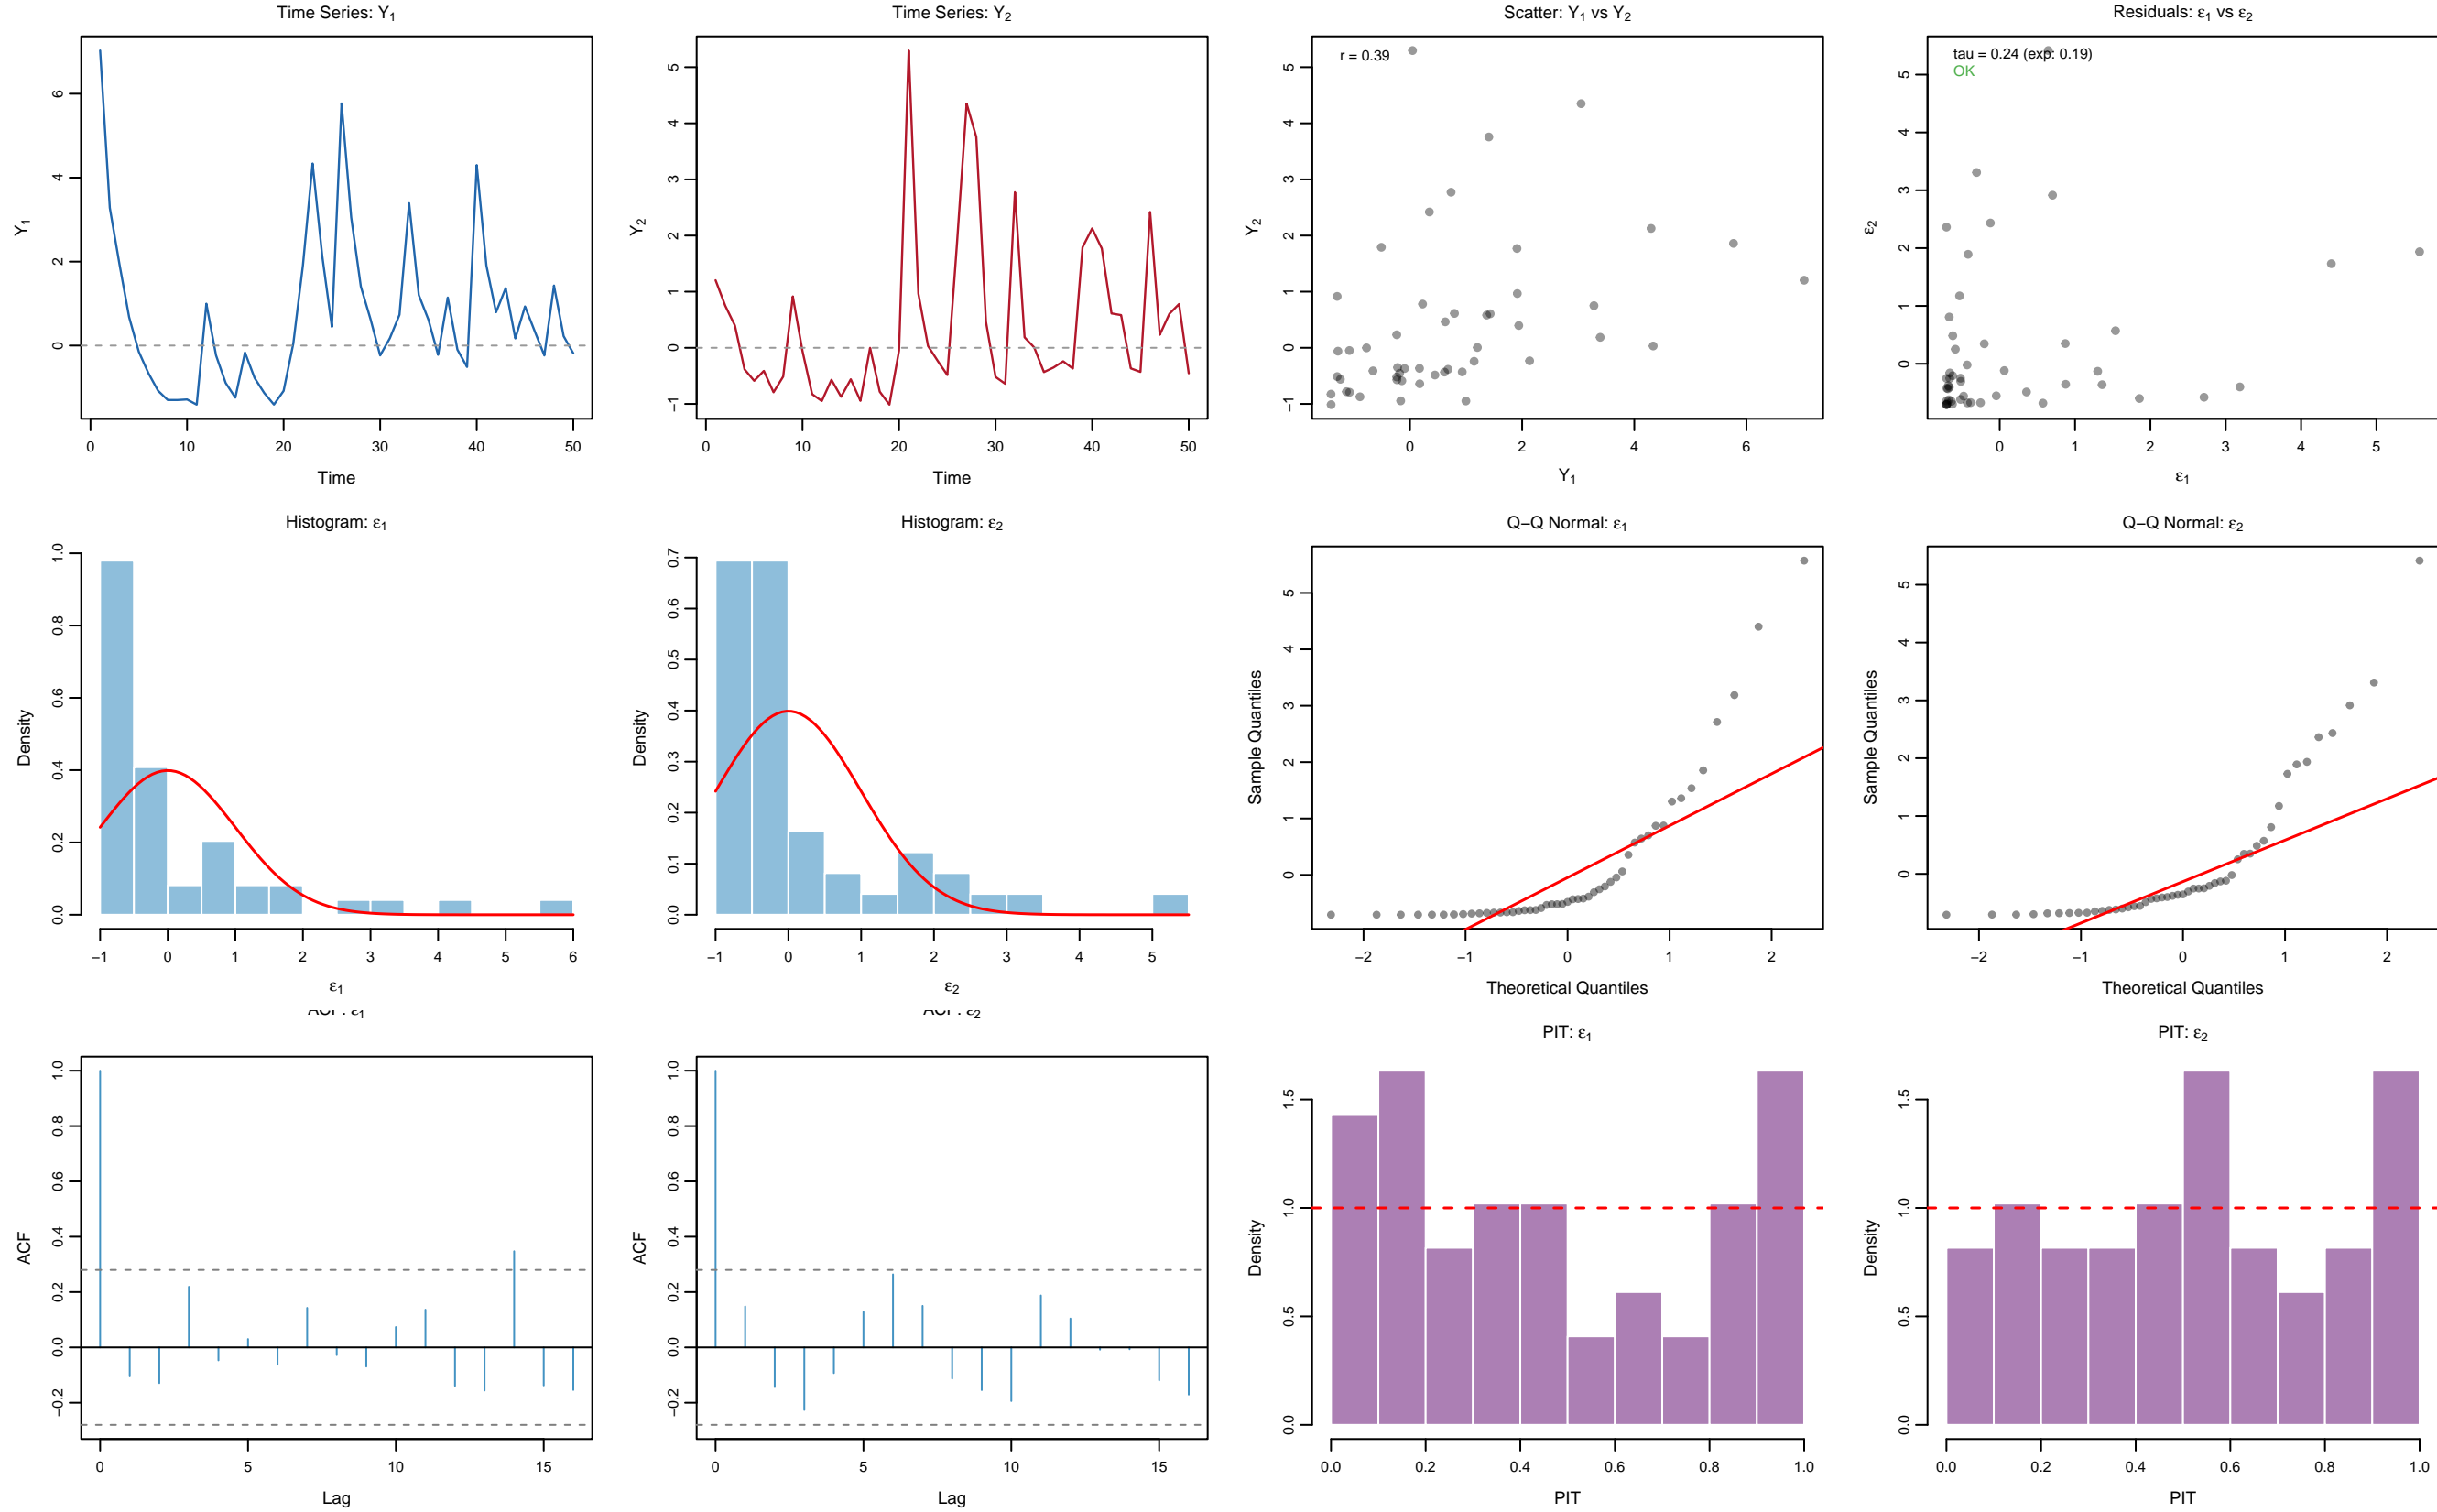 Time Series: Y₁
Y₁
0 2 4 6
0 10 20 30 40 50
Time
Time Series: Y₂
Y₂
−1 0 1 2 3 4 5
0 10 20 30 40 50
Time
Scatter: Y₁ vs Y₂
r = 0.39
Y₂
−1 0 1 2 3 4 5
0 2 4 6
Y₁
Residuals: ε₁ vs ε₂
tau = 0.24 (exp: 0.19)
OK
ε₂
0 1 2 3 4 5
0 1 2 3 4 5
ε₁
Histogram: ε₁
Density
0.0 0.2 0.4 0.6 0.8 1.0
−1 0 1 2 3 4 5 6
ε₁
Histogram: ε₂
Density
0.0 0.1 0.2 0.3 0.4 0.5 0.6 0.7
−1 0 1 2 3 4 5
ε₂
Q−Q Normal: ε₁
Sample Quantiles
0 1 2 3 4 5
−2 −1 0 1 2
Theoretical Quantiles
Q−Q Normal: ε₂
Sample Quantiles
0 1 2 3 4 5
−2 −1 0 1 2
Theoretical Quantiles
ACF: ε₁
ACF
−0.2 0.0 0.2 0.4 0.6 0.8 1.0
0 5 10 15
Lag
ACF: ε₂
ACF
−0.2 0.0 0.2 0.4 0.6 0.8 1.0
0 5 10 15
Lag
PIT: ε₁
Density
0.0 0.5 1.0 1.5
0.0 0.2 0.4 0.6 0.8 1.0
PIT
PIT: ε₂
Density
0.0 0.5 1.0 1.5
0.0 0.2 0.4 0.6 0.8 1.0
PIT